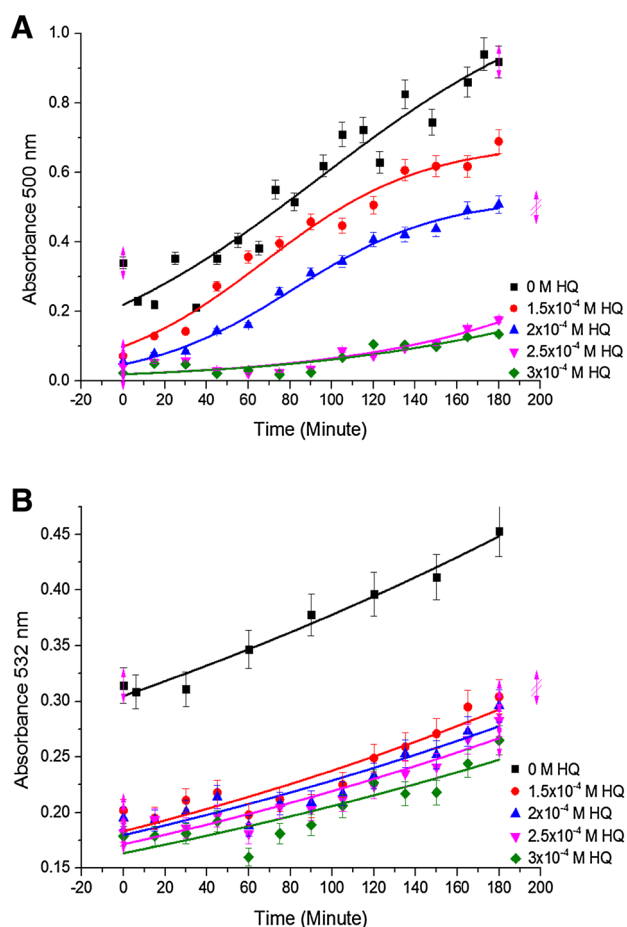 A
Absorbance 500 nm
1.0
0.8
0.6
0.4
0.2
0.0
0 M HQ
1.5x10⁻⁴ M HQ
2x10⁻⁴ M HQ
2.5x10⁻⁴ M HQ
3x10⁻⁴ M HQ
-20 0 20 40 60 80 100 120 140 160 180 200
Time (Minute)
B
Absorbance 532 nm
0.45
0.40
0.35
0.30
0.25
0.20
0.15
0 M HQ
1.5x10⁻⁴ M HQ
2x10⁻⁴ M HQ
2.5x10⁻⁴ M HQ
3x10⁻⁴ M HQ
-20 0 20 40 60 80 100 120 140 160 180 200
Time (Minute)